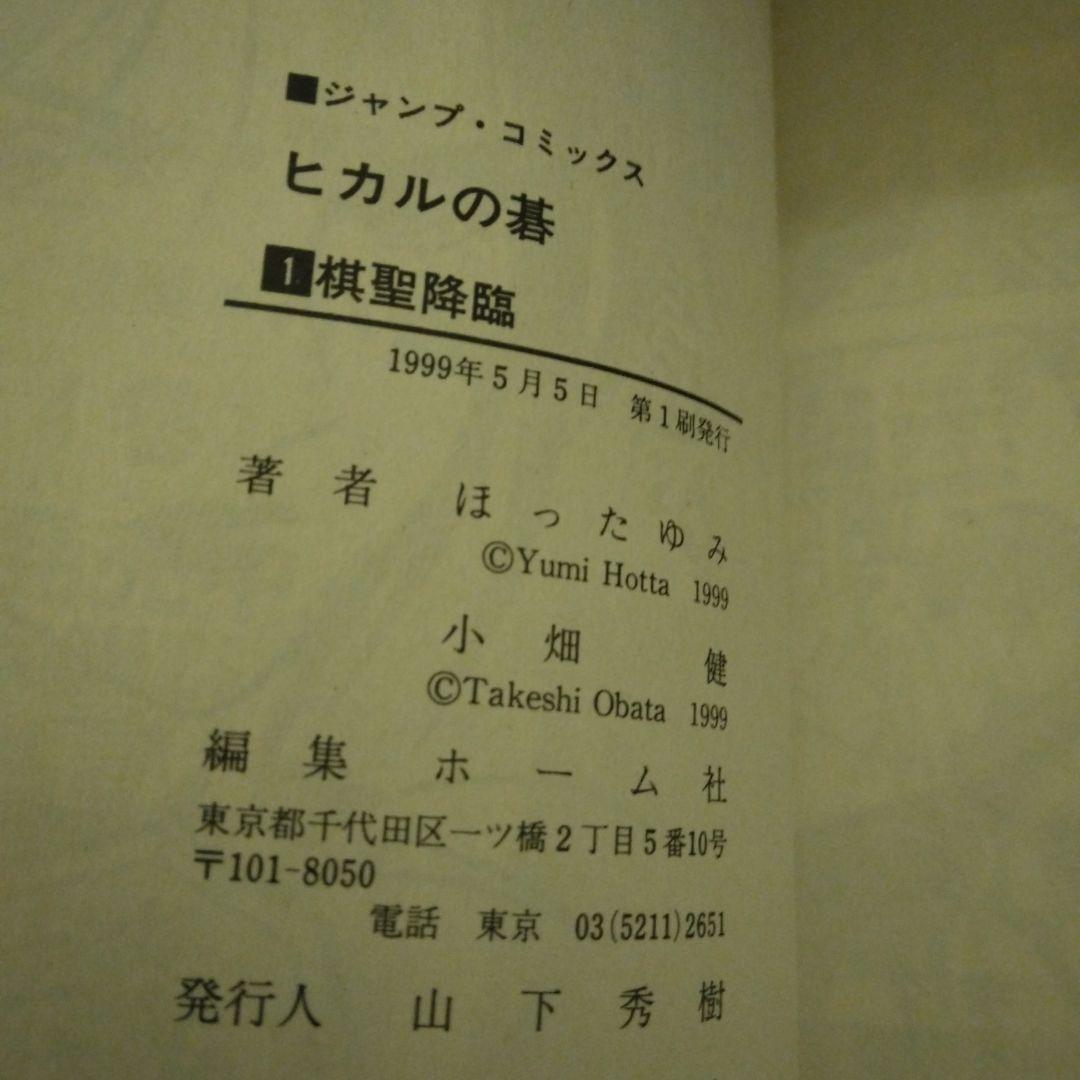 ■ジャンプ・コミックス
ヒカルの碁
1棋聖降臨
1999年5月5日 第1刷発行
著者 ほったゆみ
©Yumi Hotta 1999
小畑 健
©Takeshi Obata 1999
編集 ホーム社
東京都千代田区一ツ橋2丁目5番10号
〒101-8050
電話 東京 03(5211)2651
発行人 山下秀樹